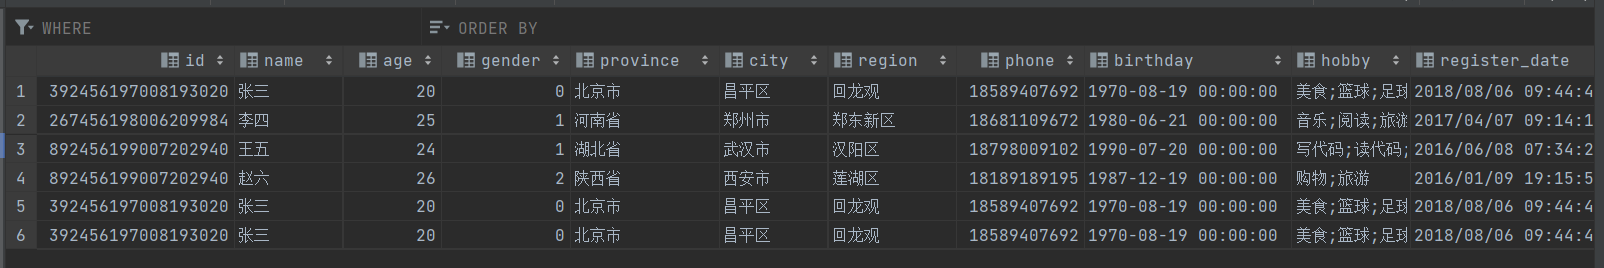 WHERE ORDER BY
id name age gender province city region phone birthday hobby register_date
1 392456197008193020 张三 20 0 北京市 昌平区 回龙观 18589407692 1970-08-19 00:00:00 美食;篮球;足球 2018/08/06 09:44:4
2 267456198006209984 李四 25 1 河南省 郑州市 郑东新区 18681109672 1980-06-21 00:00:00 音乐;阅读;旅游 2017/04/07 09:14:1
3 892456199007202940 王五 24 1 湖北省 武汉市 汉阳区 18798009102 1990-07-20 00:00:00 写代码;读代码; 2016/06/08 07:34:2
4 892456199007202940 赵六 26 2 陕西省 西安市 莲湖区 18189189195 1987-12-19 00:00:00 购物;旅游 2016/01/09 19:15:5
5 392456197008193020 张三 20 0 北京市 昌平区 回龙观 18589407692 1970-08-19 00:00:00 美食;篮球;足球 2018/08/06 09:44:4
6 392456197008193020 张三 20 0 北京市 昌平区 回龙观 18589407692 1970-08-19 00:00:00 美食;篮球;足球 2018/08/06 09:44:4